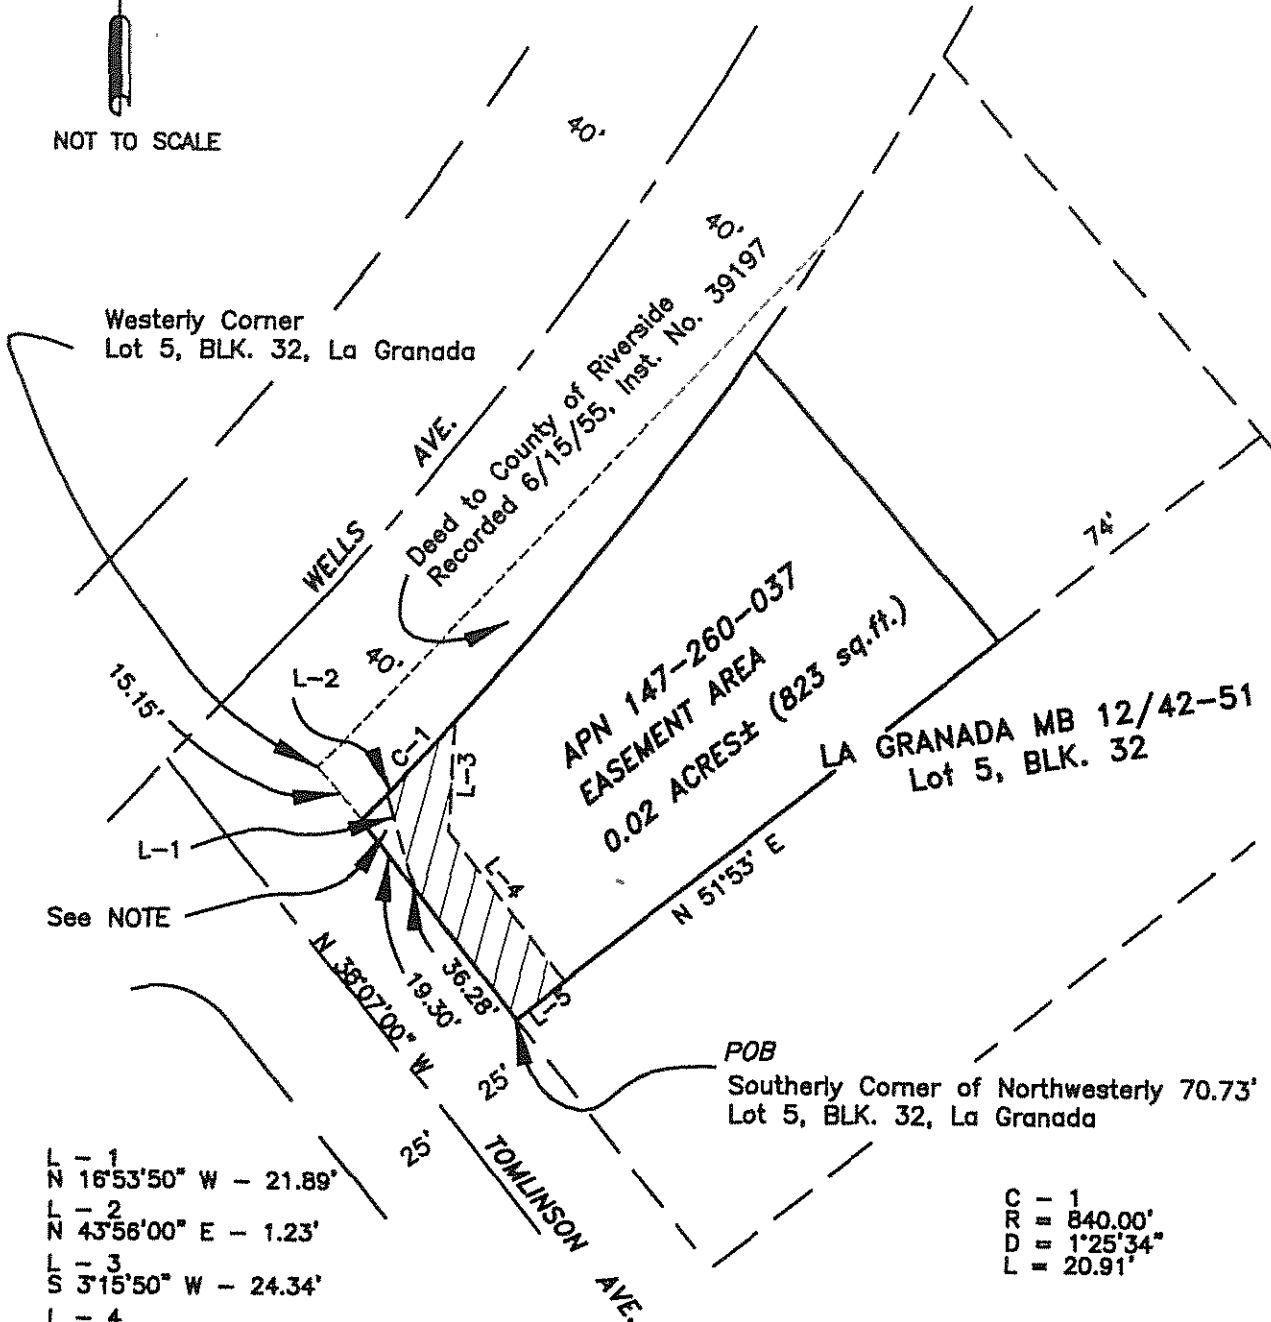 NOT TO SCALE
40'
40'
Westerly Corner
Lot 5, BLK. 32, La Granada
WELLS AVE.
Deed to County of Riverside
Recorded 6/15/55, Inst. No. 39197
74'
40'
15.15'
L-2
C-1
L-3
APN 147-260-037
EASEMENT AREA
0.02 ACRES± (823 sq.ft.)
LA GRANADA MB 12/42-51
Lot 5, BLK. 32
L-1
L-4
N 51°53' E
See NOTE
N 38°07'00" W
19.30'
36.28'
L-5
POB
Southerly Corner of Northwesterly 70.73'
Lot 5, BLK. 32, La Granada
25'
25'
TOMLINSON AVE.
L - 1
N 16°53'50" W - 21.89'
L - 2
N 43°56'00" E - 1.23'
L - 3
S 3°15'50" W - 24.34'
L - 4
C - 1
R = 840.00'
D = 1°25'34"
L = 20.91'